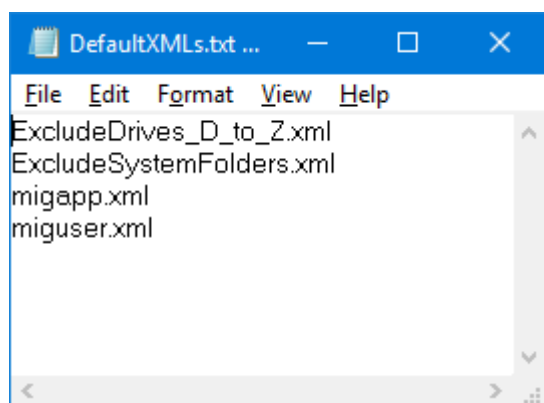 DefaultXMLs.txt ...
File Edit Format View Help
ExcludeDrives_D_to_Z.xml
ExcludeSystemFolders.xml
migapp.xml
miguser.xml